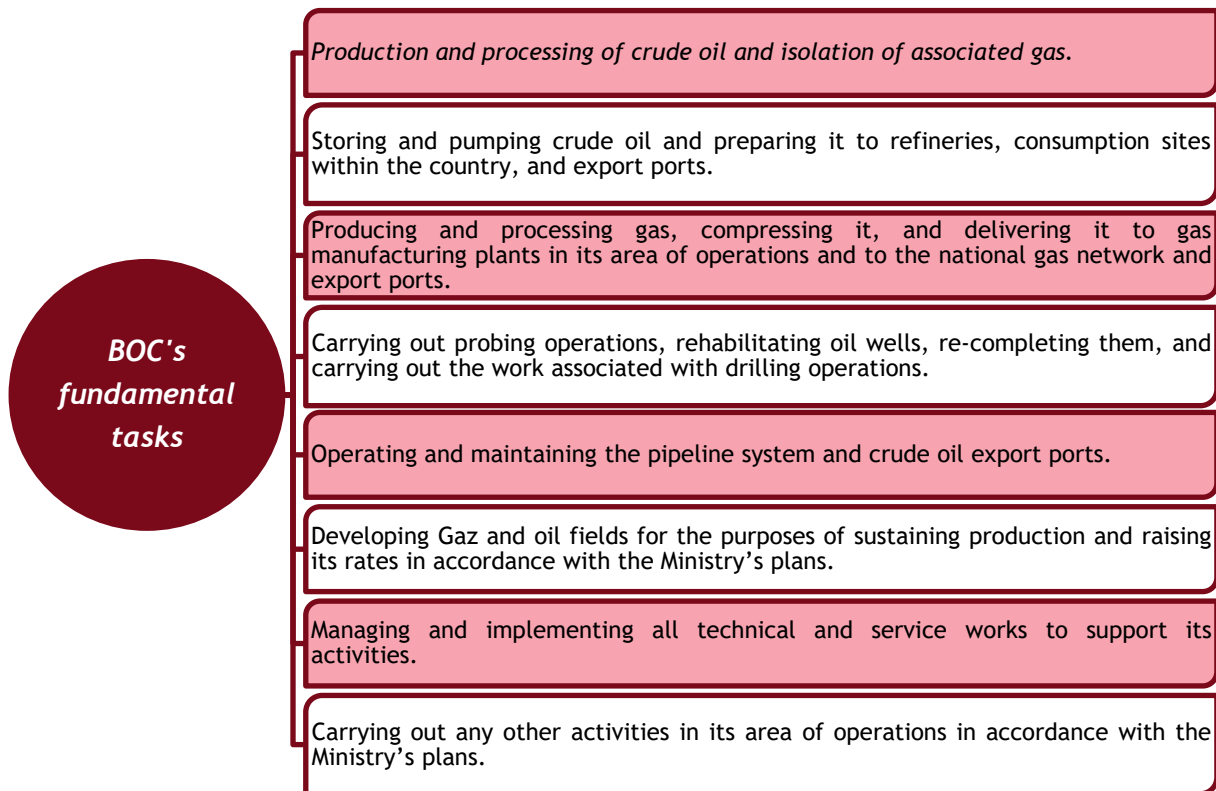 Production and processing of crude oil and isolation of associated gas.
Storing and pumping crude oil and preparing it to refineries, consumption sites
within the country, and export ports.
Producing and processing gas, compressing it, and delivering it to gas
manufacturing plants in its area of operations and to the national gas network and
export ports.
BOC's
fundamental
tasks
Carrying out probing operations, rehabilitating oil wells, re-completing them, and
carrying out the work associated with drilling operations.
Operating and maintaining the pipeline system and crude oil export ports.
Developing Gaz and oil fields for the purposes of sustaining production and raising
its rates in accordance with the Ministry’s plans.
Managing and implementing all technical and service works to support its
activities.
Carrying out any other activities in its area of operations in accordance with the
Ministry’s plans.